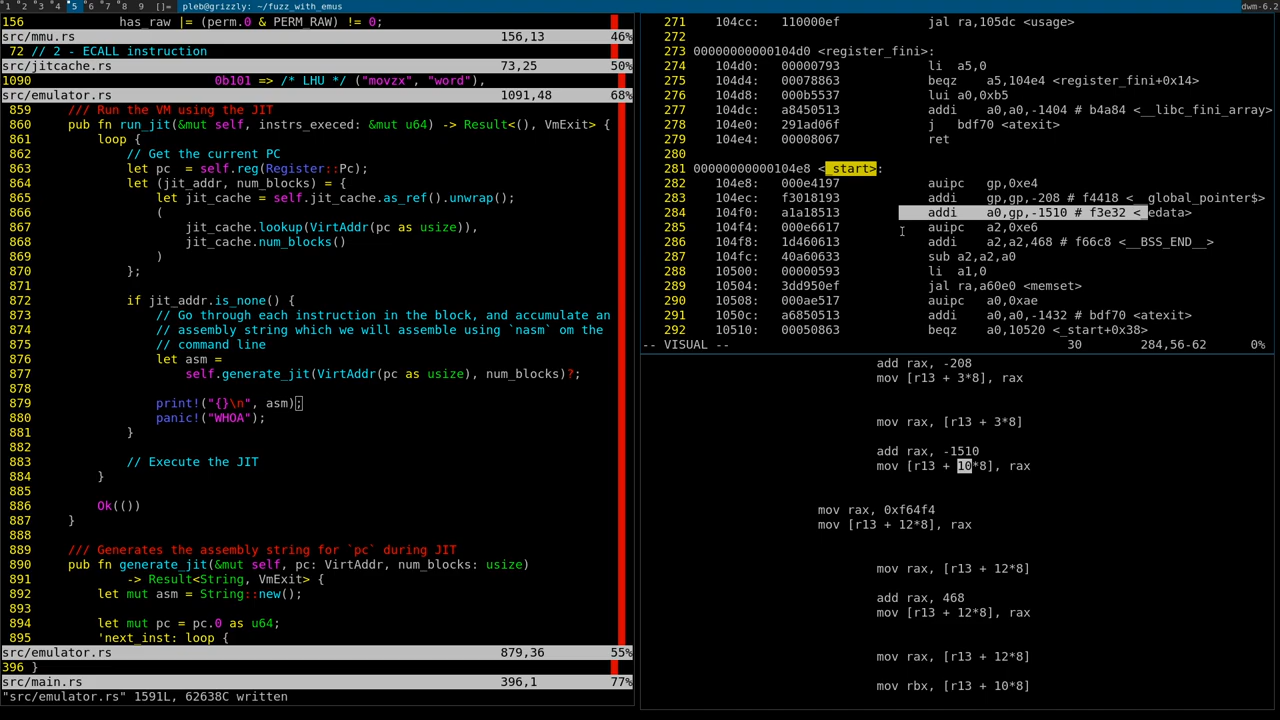 1 2 3 4 5 6 7 8 9 []= pleb@grizzly: ~/fuzz_with_emus dwm-6.2
156 has_raw |= (perm.0 & PERM_RAW) != 0;
src/mmu.rs 156,13 46%
72 // 2 - ECALL instruction
src/jitcache.rs 73,25 50%
1090 0b101 => /* LHU */ ("movzx", "word"),
src/emulator.rs 1091,48 68%
859 /// Run the VM using the JIT
860 pub fn run_jit(&mut self, instrs_execed: &mut u64) -> Result<(), VmExit> {
861 loop {
862 // Get the current PC
863 let pc  = self.reg(Register::Pc);
864 let (jit_addr, num_blocks) = {
865 let jit_cache = self.jit_cache.as_ref().unwrap();
866 (
867 jit_cache.lookup(VirtAddr(pc as usize)),
868 jit_cache.num_blocks()
869 )
870 };
871
872 if jit_addr.is_none() {
873 // Go through each instruction in the block, and accumulate an
874 // assembly string which we will assemble using `nasm` om the
875 // command line
876 let asm =
877 self.generate_jit(VirtAddr(pc as usize), num_blocks)?;
878
879 print!("{}\n", asm);
880 panic!("WHOA");
881 }
882
883 // Execute the JIT
884 }
885
886 Ok(())
887 }
888
889 /// Generates the assembly string for `pc` during JIT
890 pub fn generate_jit(&mut self, pc: VirtAddr, num_blocks: usize)
891 -> Result<String, VmExit> {
892 let mut asm = String::new();
893
894 let mut pc = pc.0 as u64;
895 'next_inst: loop {
src/emulator.rs 879,36 55%
396 }
src/main.rs 396,1 77%
"src/emulator.rs" 1591L, 62638C written
271 104cc: 110000ef jal ra,105dc <usage>
272
273 00000000000104d0 <register_fini>:
274 104d0: 00000793 li a5,0
275 104d4: 00078863 beqz a5,104e4 <register_fini+0x14>
276 104d8: 000b5537 lui a0,0xb5
277 104dc: a8450513 addi a0,a0,-1404 # b4a84 <__libc_fini_array>
278 104e0: 291ad06f j bdf70 <atexit>
279 104e4: 00008067 ret
280
281 00000000000104e8 <_start>:
282 104e8: 000e4197 auipc gp,0xe4
283 104ec: f3018193 addi gp,gp,-208 # f4418 <__global_pointer$>
284 104f0: a1a18513 addi a0,gp,-1510 # f3e32 <_edata>
285 104f4: 000e6617 auipc a2,0xe6
286 104f8: 1d460613 addi a2,a2,468 # f66c8 <__BSS_END__>
287 104fc: 40a60633 sub a2,a2,a0
288 10500: 00000593 li a1,0
289 10504: 3dd950ef jal ra,a60e0 <memset>
290 10508: 000ae517 auipc a0,0xae
291 1050c: a6850513 addi a0,a0,-1432 # bdf70 <atexit>
292 10510: 00050863 beqz a0,10520 <_start+0x38>
-- VISUAL -- 30 284,56-62 0%
add rax, -208
mov [r13 + 3*8], rax
mov rax, [r13 + 3*8]
add rax, -1510
mov [r13 + 10*8], rax
mov rax, 0xf64f4
mov [r13 + 12*8], rax
mov rax, [r13 + 12*8]
add rax, 468
mov [r13 + 12*8], rax
mov rax, [r13 + 12*8]
mov rbx, [r13 + 10*8]